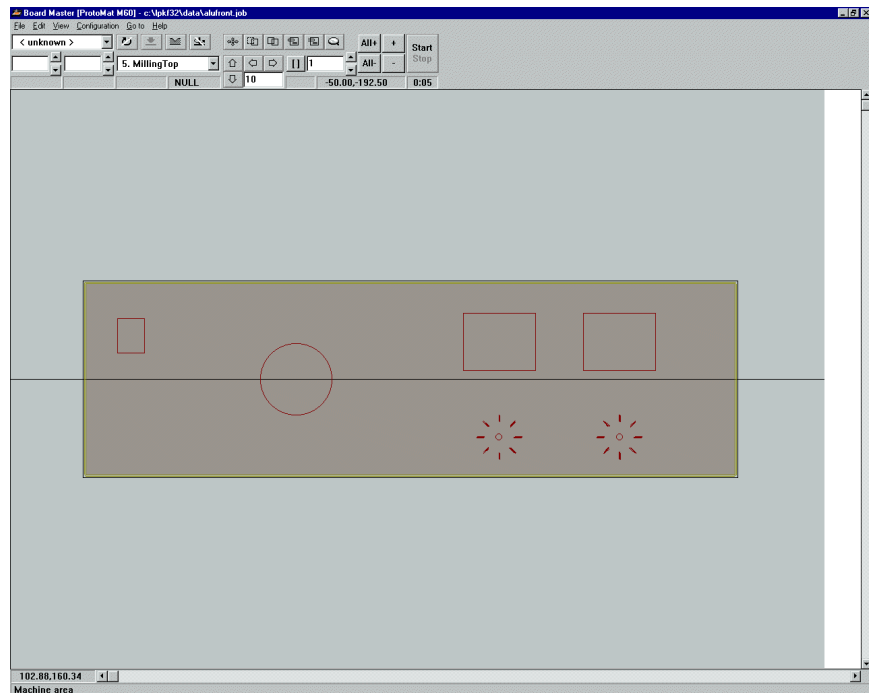 Board Master [ProtoMat M60] - c:\lpkf32\data\alufront.job
File Edit View Configuration Go to Help
< unknown > All+ + Start
5. MillingTop [] 1 All- - Stop
NULL 10 -50.00,-192.50 0:05
102.88,160.34
Machine area